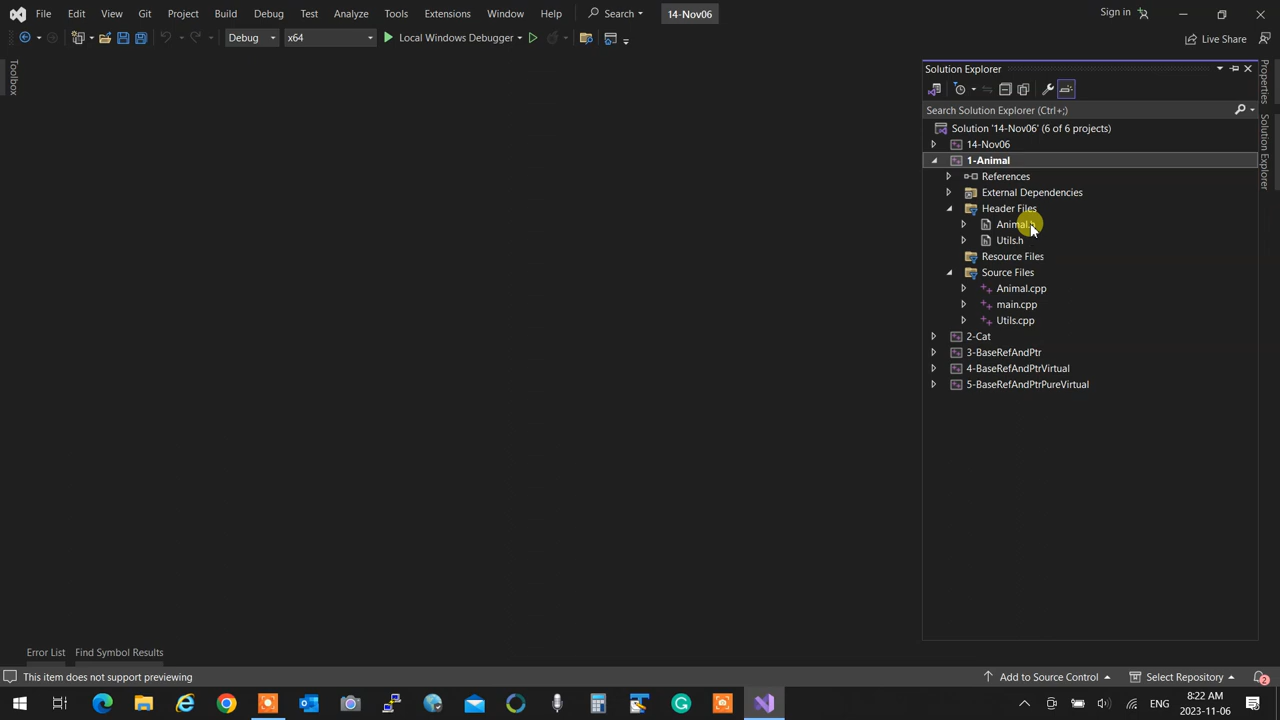 File Edit View Git Project Build Debug Test Analyze Tools Extensions Window Help Search 14-Nov06 Sign in
Debug x64 Local Windows Debugger Live Share
Toolbox
Solution Explorer
Search Solution Explorer (Ctrl+;)
Solution '14-Nov06' (6 of 6 projects)
14-Nov06
1-Animal
References
External Dependencies
Header Files
Animal.h
Utils.h
Resource Files
Source Files
Animal.cpp
main.cpp
Utils.cpp
2-Cat
3-BaseRefAndPtr
4-BaseRefAndPtrVirtual
5-BaseRefAndPtrPureVirtual
Properties
Solution Explorer
Error List Find Symbol Results
This item does not support previewing Add to Source Control Select Repository 2
8:22 AM
ENG
2023-11-06